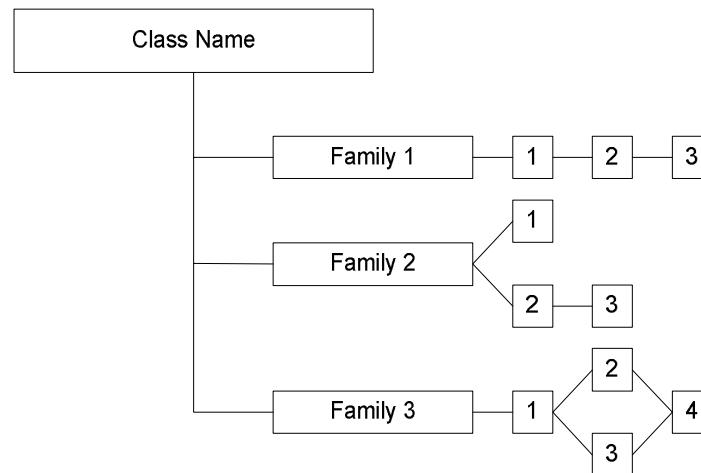 Class Name
Family 1 1 2 3
1
Family 2
2 3
2
Family 3 1 4
3